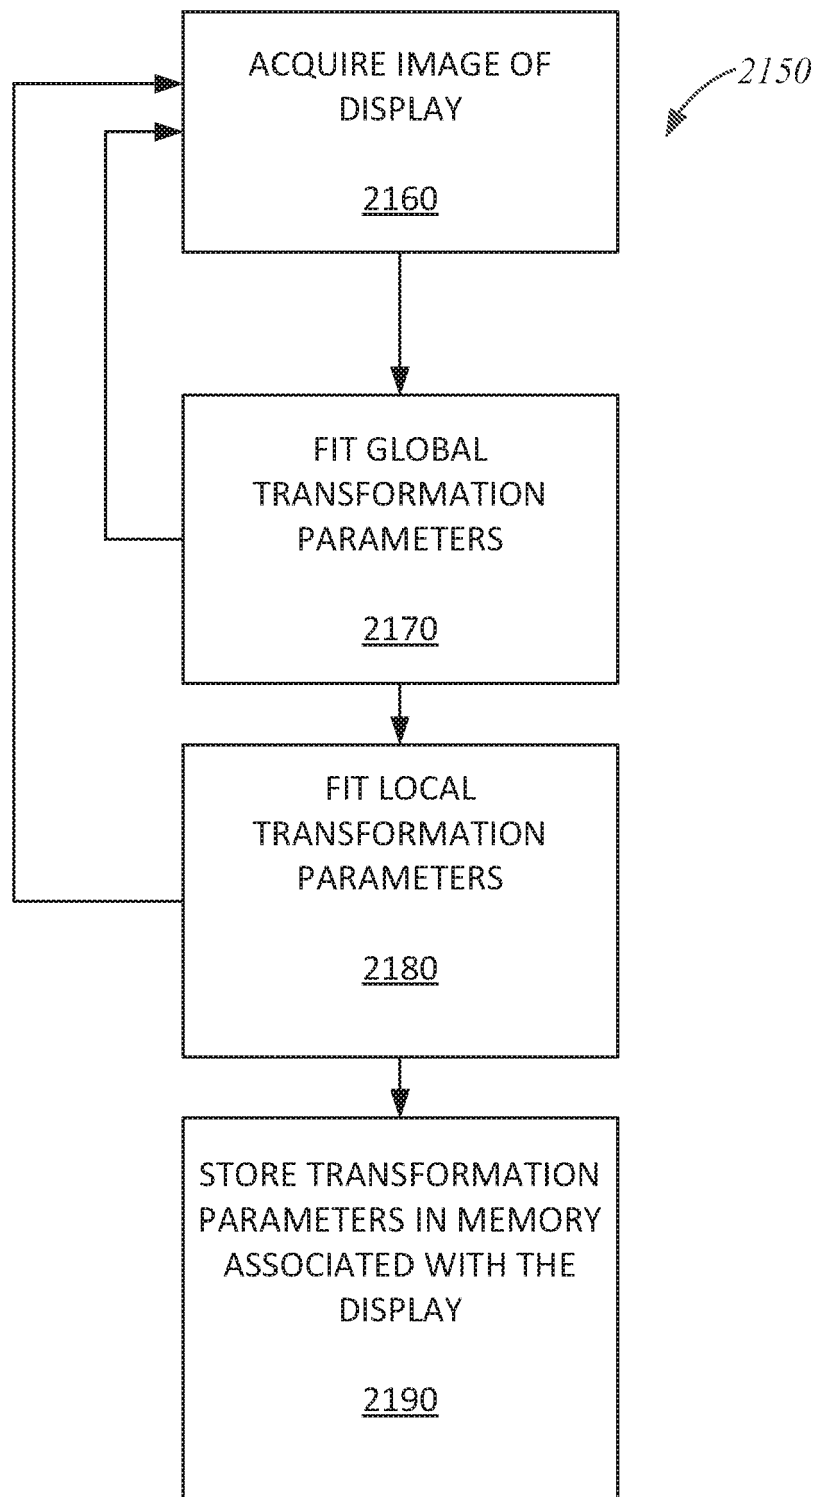 ACQUIRE IMAGE OF
DISPLAY
2160
2150
FIT GLOBAL
TRANSFORMATION
PARAMETERS
2170
FIT LOCAL
TRANSFORMATION
PARAMETERS
2180
STORE TRANSFORMATION
PARAMETERS IN MEMORY
ASSOCIATED WITH THE
DISPLAY
2190